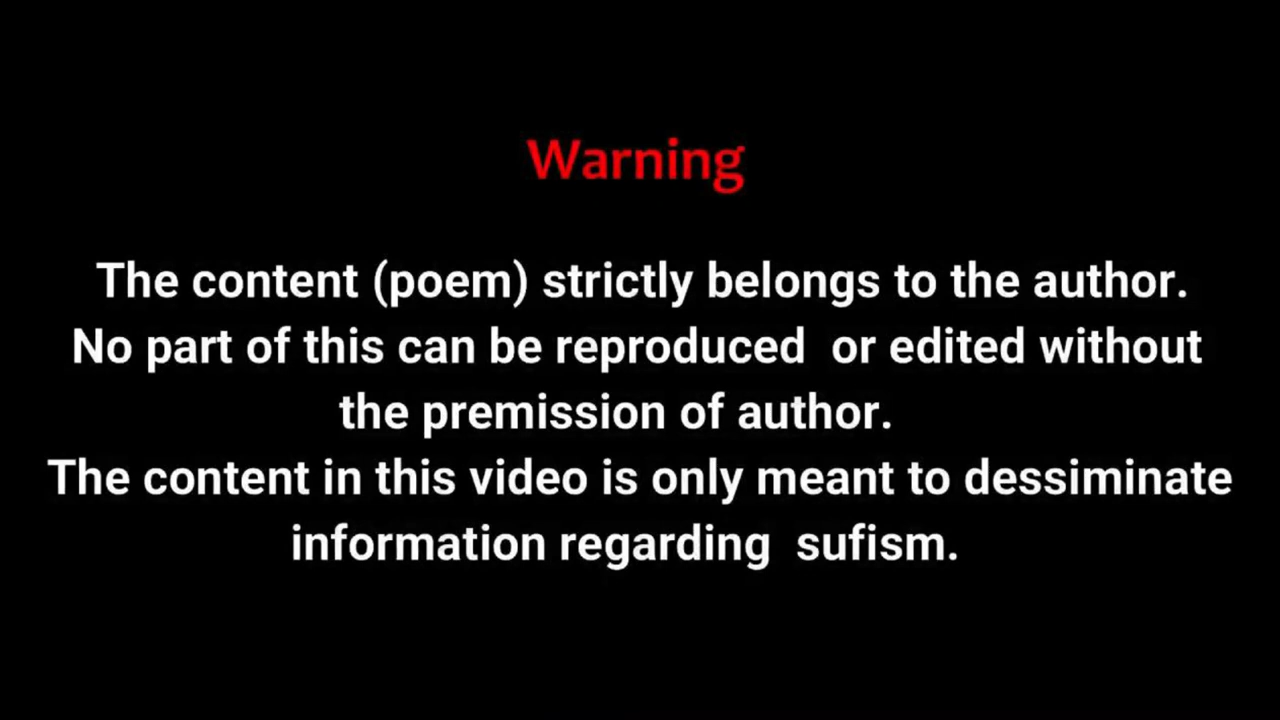 Warning
The content (poem) strictly belongs to the author.
No part of this can be reproduced  or edited without
the premission of author.
The content in this video is only meant to dessiminate
information regarding  sufism.